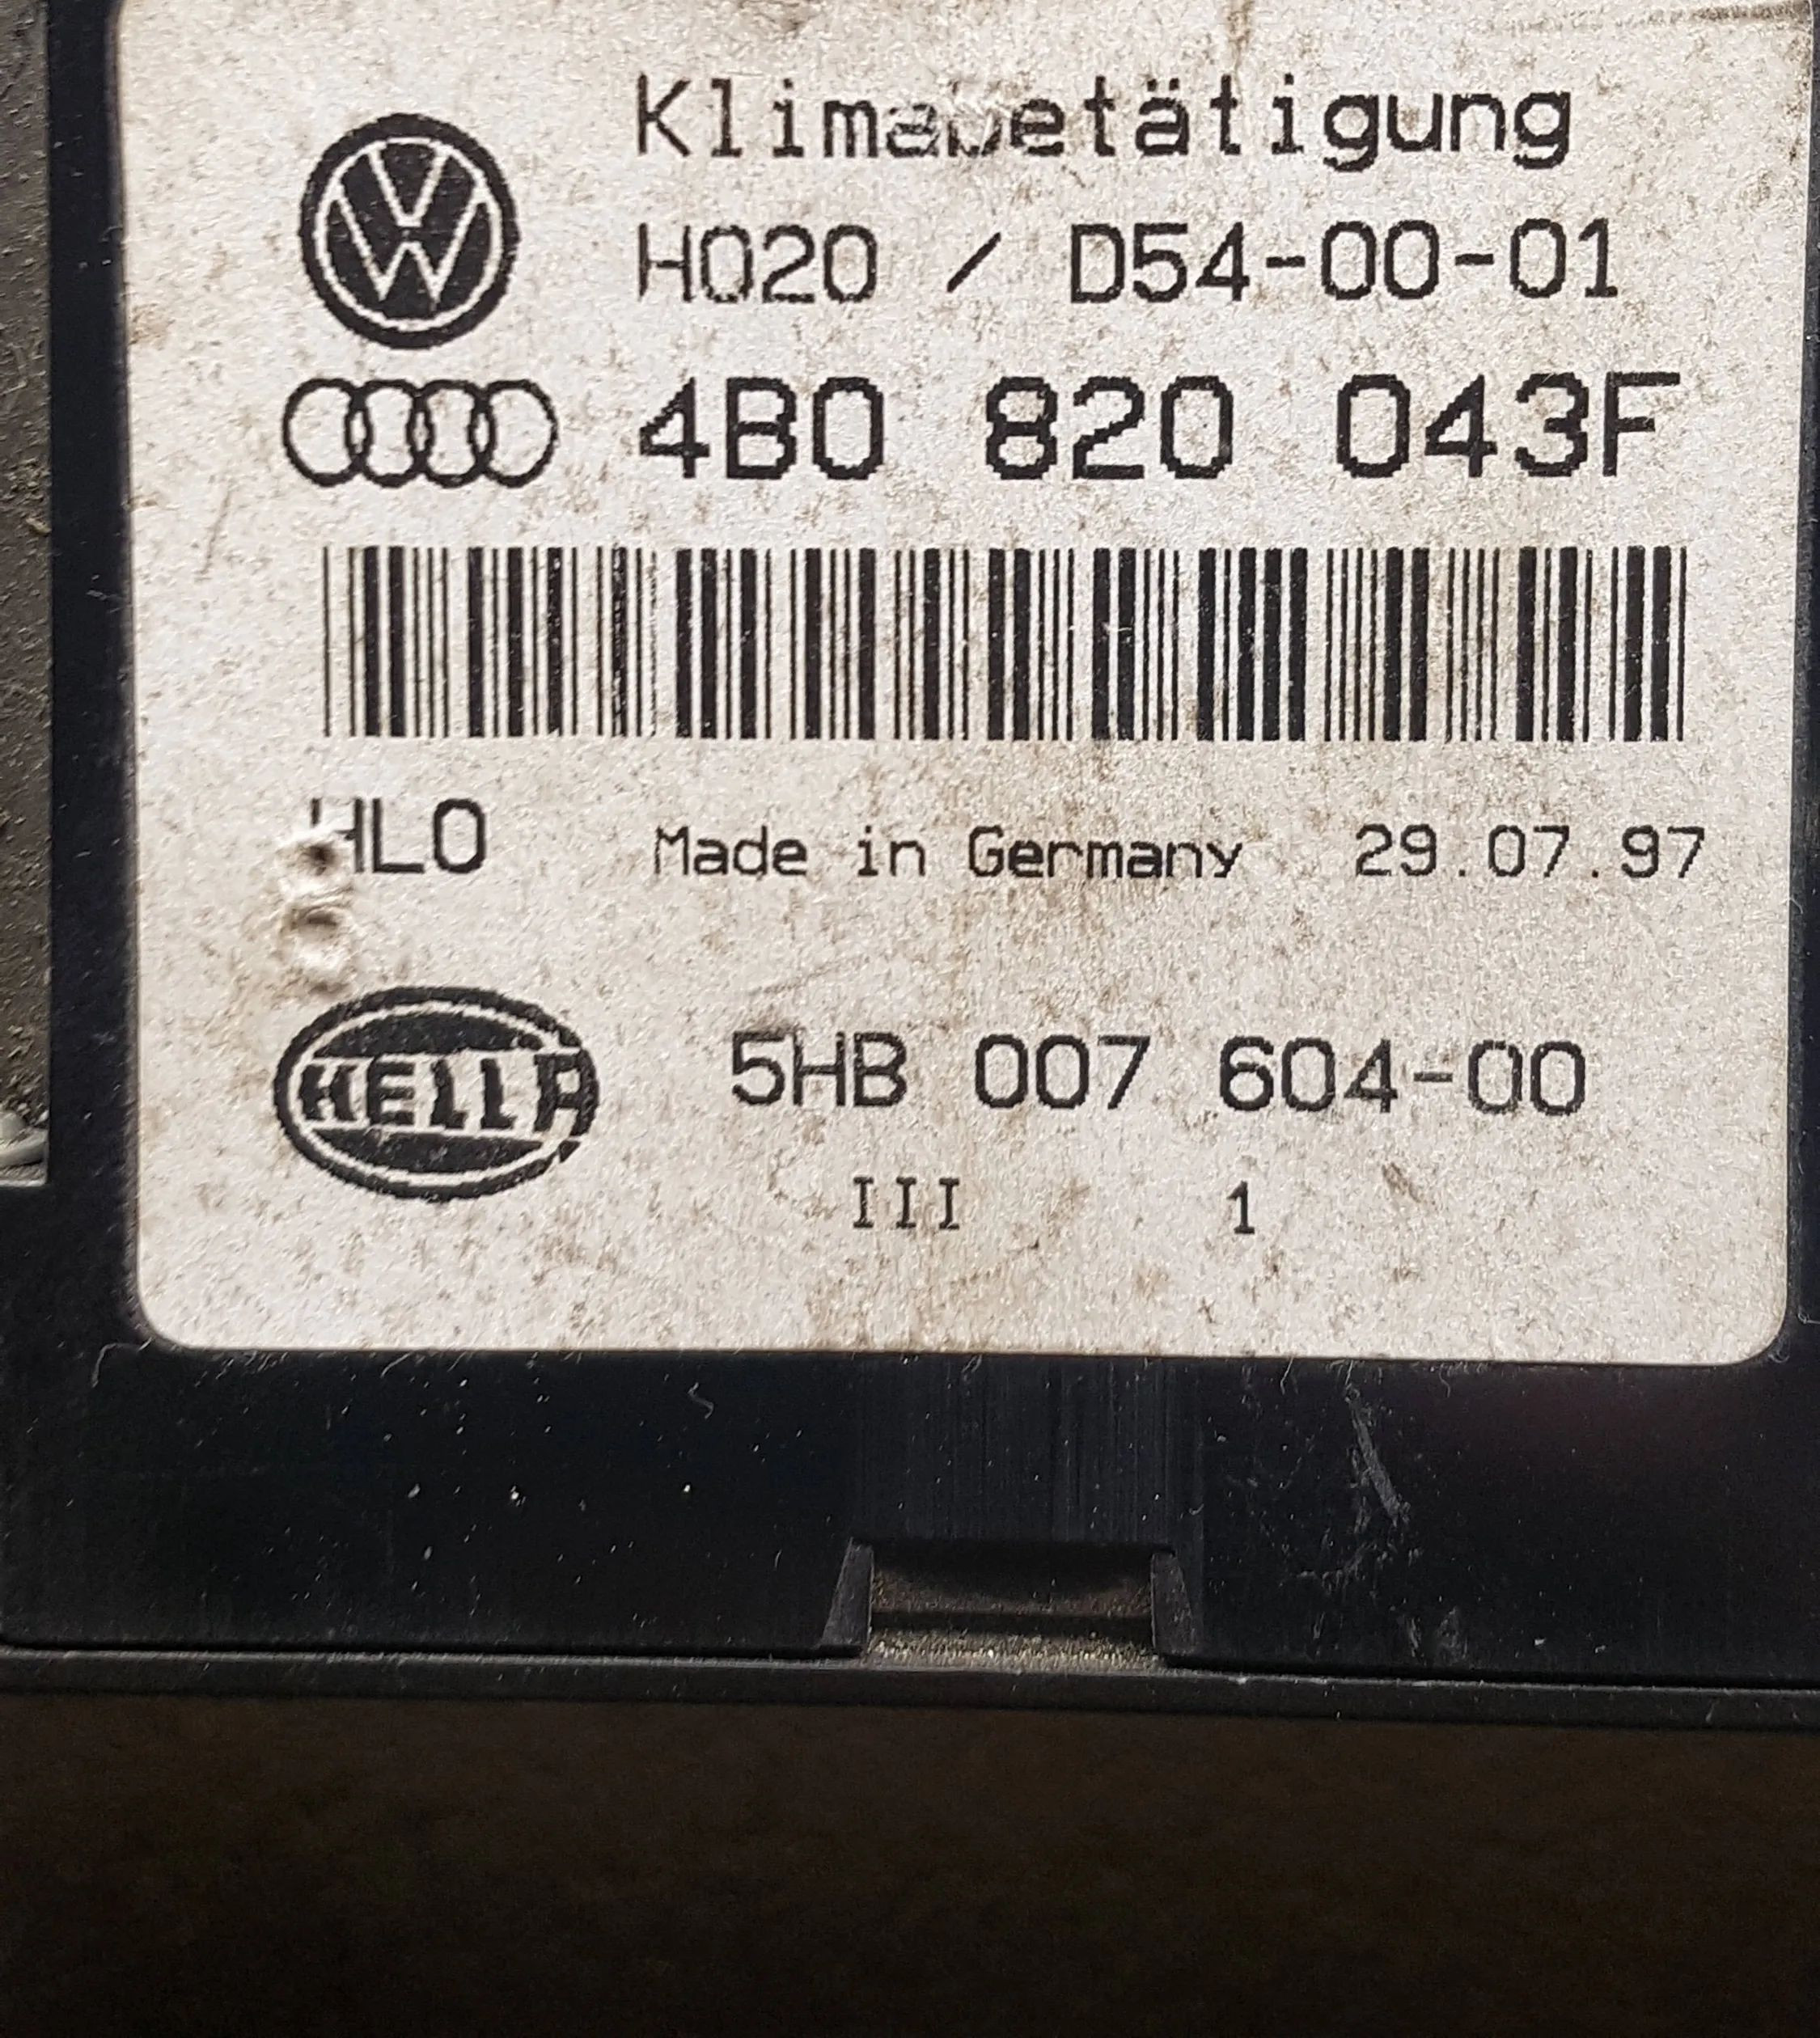 Klimabetätigung
H020 / D54-00-01
4B0 820 043F
HLO Made in Germany 29.07.97
HELLA 5HB 007 604-00
III 1